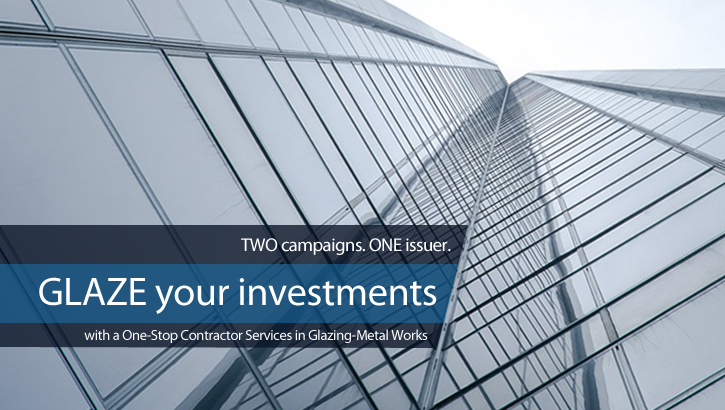 TWO campaigns. ONE issuer.
GLAZE your investments
with a One-Stop Contractor Services in Glazing-Metal Works